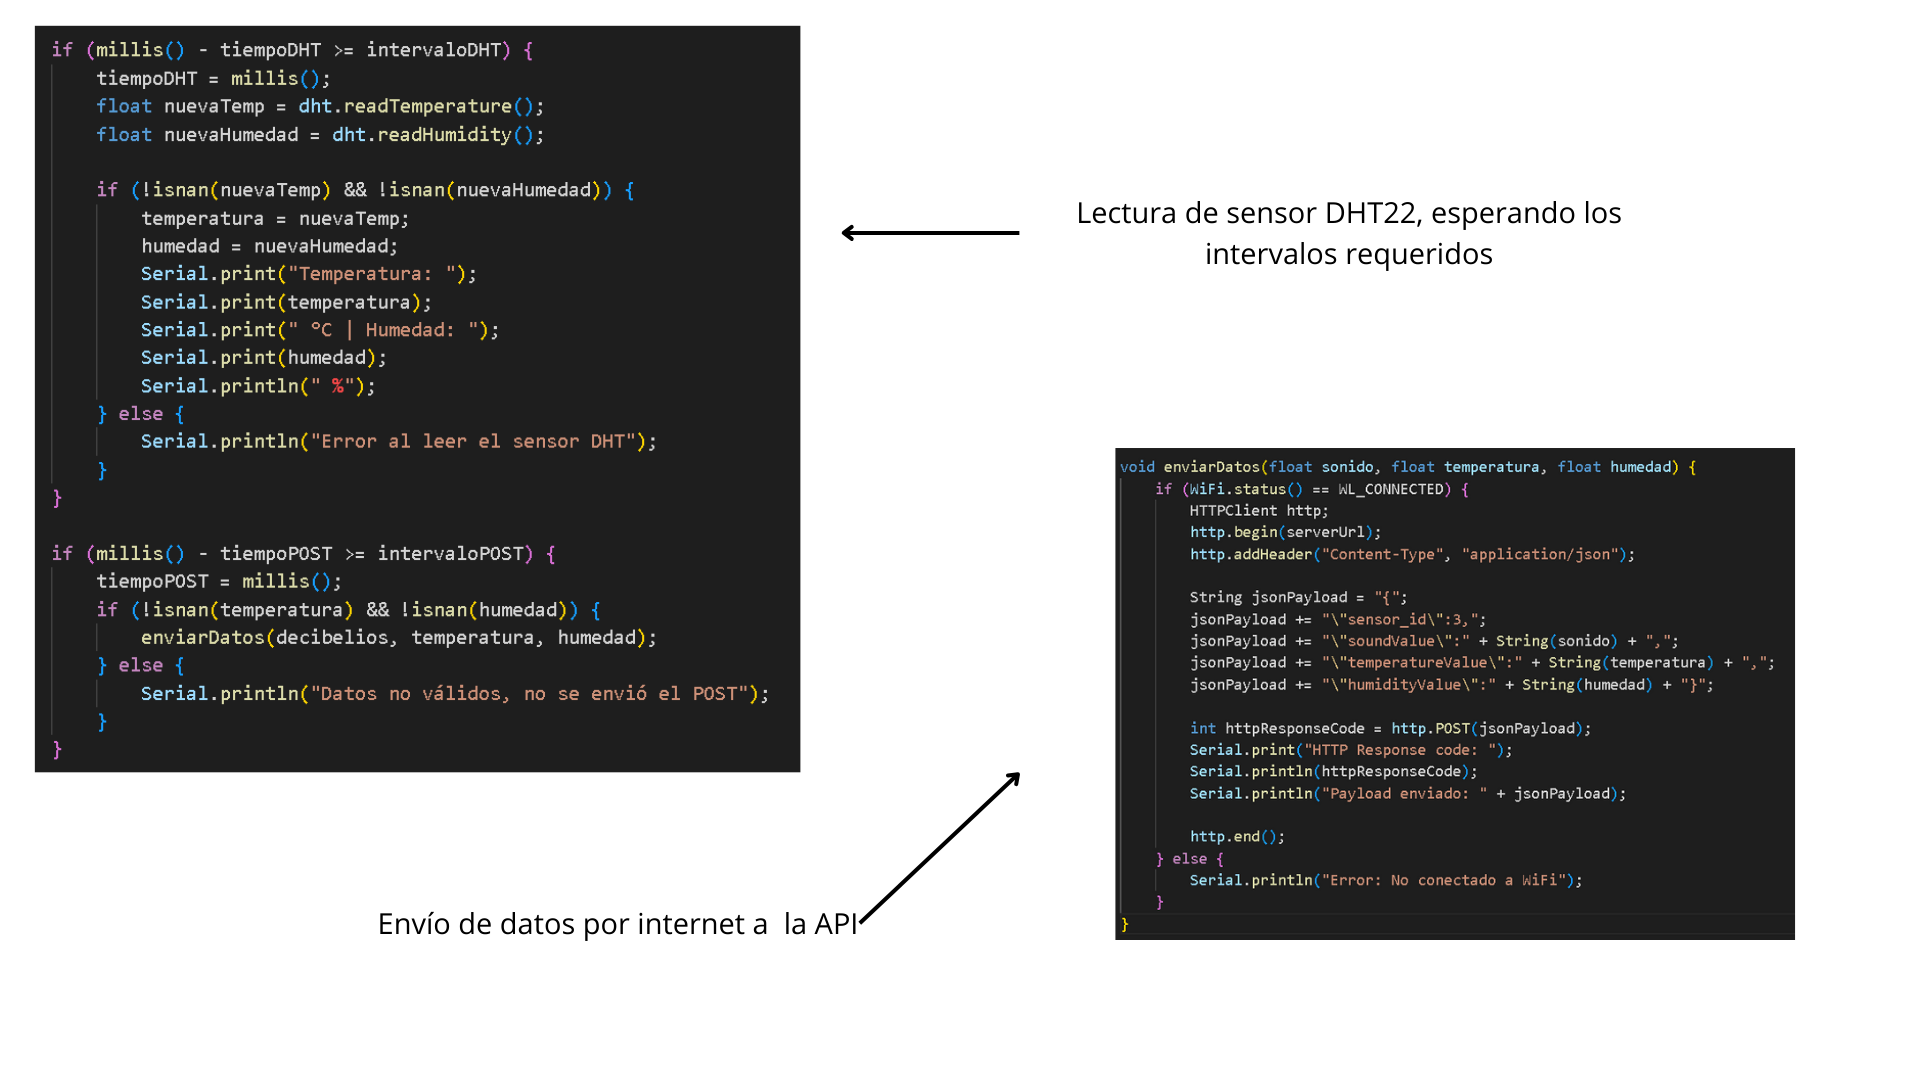 if (millis() - tiempoDHT >= intervaloDHT) {
    tiempoDHT = millis();
    float nuevaTemp = dht.readTemperature();
    float nuevaHumedad = dht.readHumidity();

    if (!isnan(nuevaTemp) && !isnan(nuevaHumedad)) {
        temperatura = nuevaTemp;
        humedad = nuevaHumedad;
        Serial.print("Temperatura: ");
        Serial.print(temperatura);
        Serial.print(" °C | Humedad: ");
        Serial.print(humedad);
        Serial.println(" %");
    } else {
        Serial.println("Error al leer el sensor DHT");
    }
}

if (millis() - tiempoPOST >= intervaloPOST) {
    tiempoPOST = millis();
    if (!isnan(temperatura) && !isnan(humedad)) {
        enviarDatos(decibelios, temperatura, humedad);
    } else {
        Serial.println("Datos no válidos, no se envió el POST");
    }
}
Lectura de sensor DHT22, esperando los
intervalos requeridos
void enviarDatos(float sonido, float temperatura, float humedad) {
    if (WiFi.status() == WL_CONNECTED) {
        HTTPClient http;
        http.begin(serverUrl);
        http.addHeader("Content-Type", "application/json");

        String jsonPayload = "{";
        jsonPayload += "\"sensor_id\":3,";
        jsonPayload += "\"soundValue\":" + String(sonido) + ",";
        jsonPayload += "\"temperatureValue\":" + String(temperatura) + ",";
        jsonPayload += "\"humidityValue\":" + String(humedad) + "}";

        int httpResponseCode = http.POST(jsonPayload);
        Serial.print("HTTP Response code: ");
        Serial.println(httpResponseCode);
        Serial.println("Payload enviado: " + jsonPayload);

        http.end();
    } else {
        Serial.println("Error: No conectado a WiFi");
    }
}
Envío de datos por internet a  la API